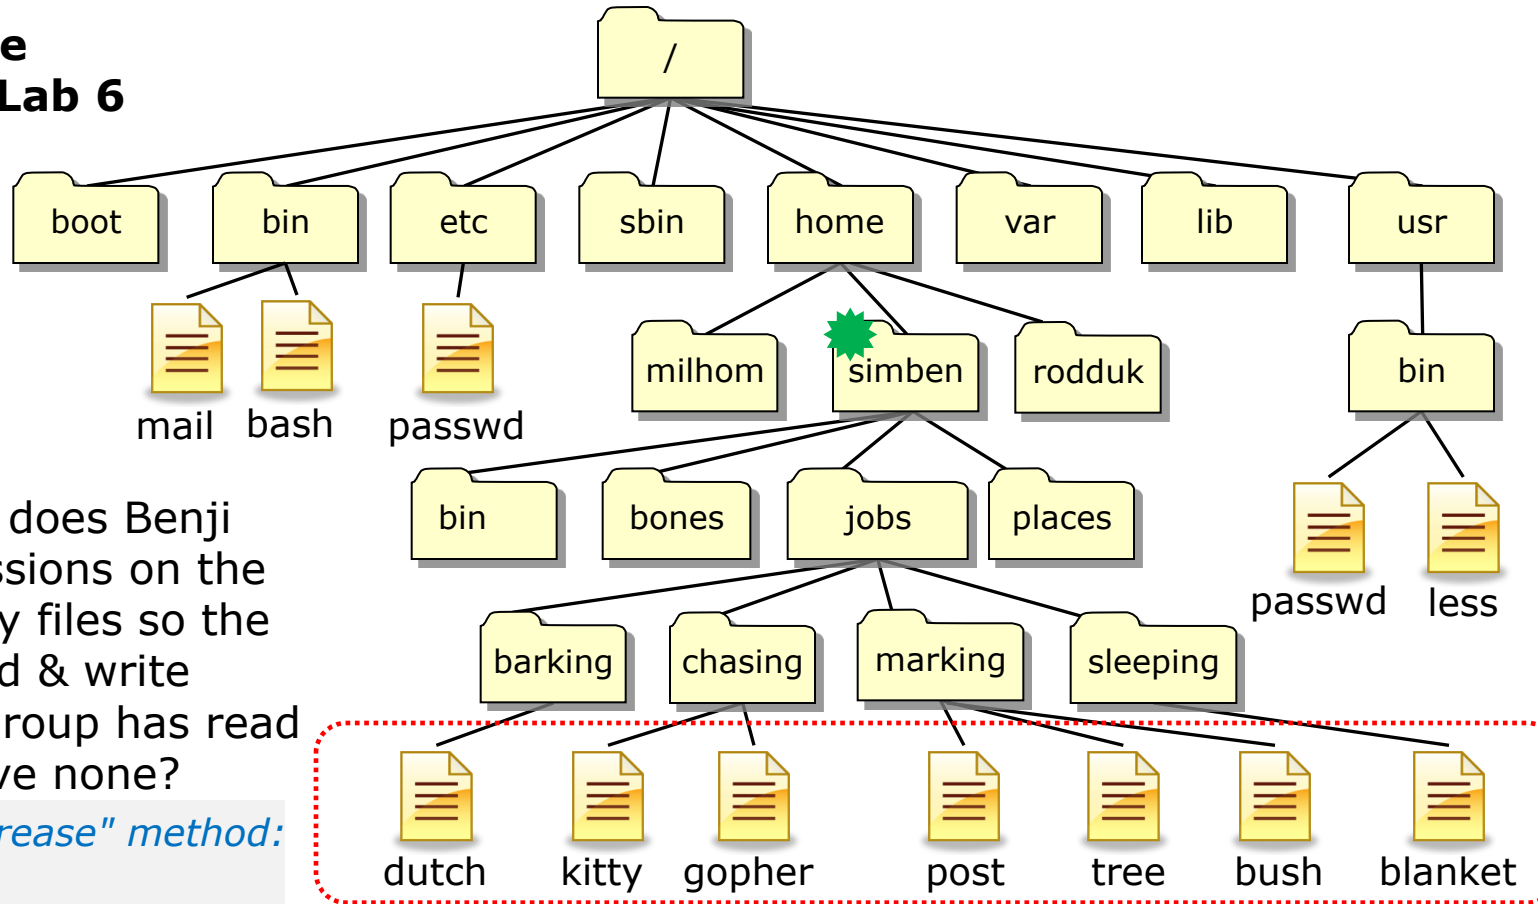 e
Lab 6
/
boot bin etc sbin home var lib usr
mail bash passwd
milhom simben rodduk bin
passwd less
bin bones jobs places
does Benji
ssions on the
y files so the
d & write
roup has read
ve none?
rease" method:
barking chasing marking sleeping
dutch kitty gopher post tree bush blanket